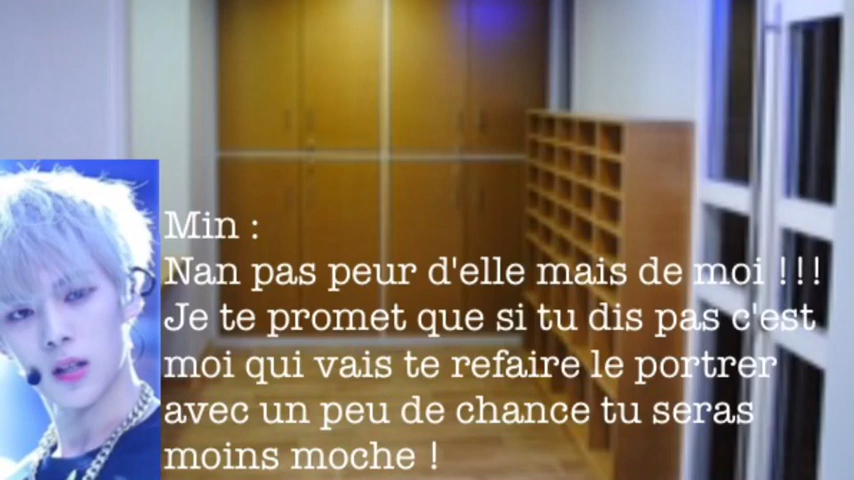 Min :
Nan pas peur d'elle mais de moi !!!
Je te promet que si tu dis pas c'est
moi qui vais te refaire le portrer
avec un peu de chance tu seras
moins moche !